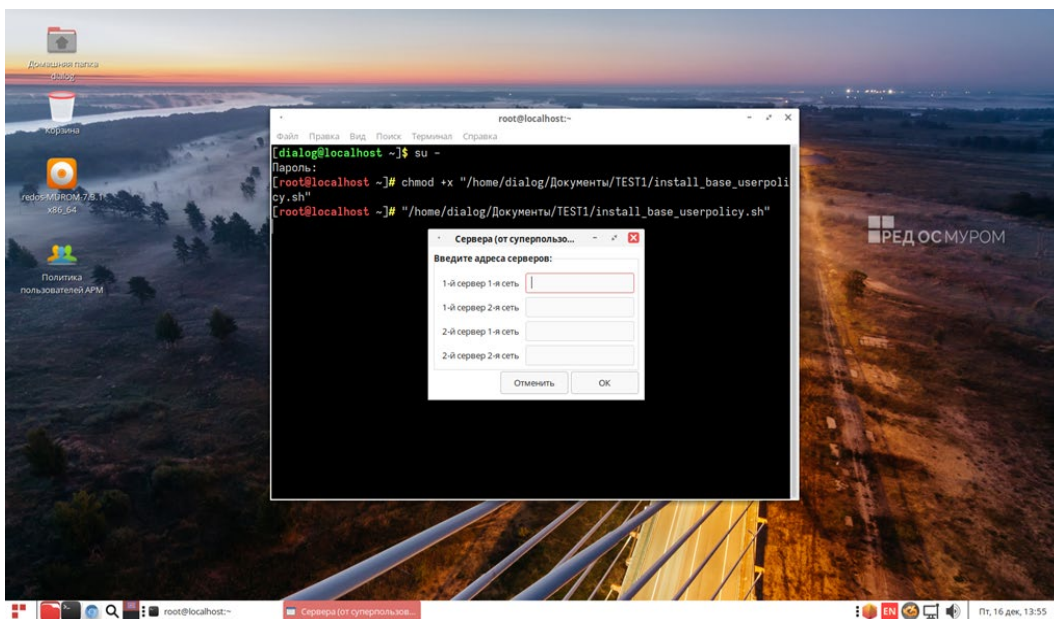 Домашняя папка
dialog
Корзина
redos-MUROM-7.3.1
x86_64
Политика
пользователей АРМ
root@localhost:~
Файл Правка Вид Поиск Терминал Справка
[dialog@localhost ~]$ su -
Пароль:
[root@localhost ~]# chmod +x "/home/dialog/Документы/TEST1/install_base_userpoli
cy.sh"
[root@localhost ~]# "/home/dialog/Документы/TEST1/install_base_userpolicy.sh"
Сервера (от суперпользо...
Введите адреса серверов:
1-й сервер 1-я сеть
1-й сервер 2-я сеть
2-й сервер 1-я сеть
2-й сервер 2-я сеть
Отменить OK
РЕД ОС МУРОМ
root@localhost:~
Сервера (от суперпользов...
EN
Пт, 16 дек, 13:55